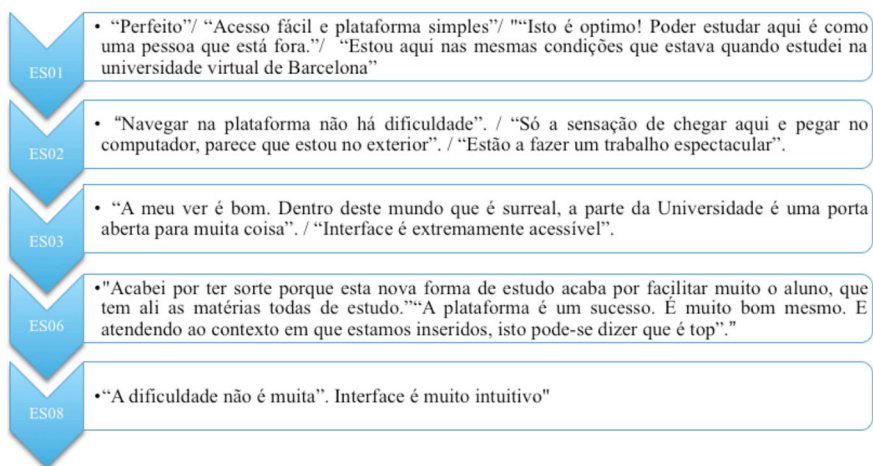 • “Perfeito”/ “Acesso fácil e plataforma simples”/ "“Isto é optimo! Poder estudar aqui é como
uma pessoa que está fora.”/ “Estou aqui nas mesmas condições que estava quando estudei na
universidade virtual de Barcelona”
ES01
• “Navegar na plataforma não há dificuldade”. / “Só a sensação de chegar aqui e pegar no
computador, parece que estou no exterior”. / “Estão a fazer um trabalho espectacular”.
ES02
• “A meu ver é bom. Dentro deste mundo que é surreal, a parte da Universidade é uma porta
aberta para muita coisa”. / “Interface é extremamente acessível”.
ES03
•"Acabei por ter sorte porque esta nova forma de estudo acaba por facilitar muito o aluno, que
tem ali as matérias todas de estudo.”“A plataforma é um sucesso. É muito bom mesmo. E
atendendo ao contexto em que estamos inseridos, isto pode-se dizer que é top”."
ES06
•“A dificuldade não é muita”. Interface é muito intuitivo"
ES08